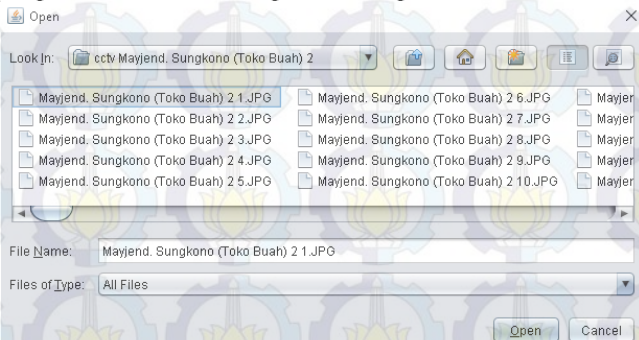 Open
Look In: cctv Mayjend. Sungkono (Toko Buah) 2
Mayjend. Sungkono (Toko Buah) 2 1.JPG Mayjend. Sungkono (Toko Buah) 2 6.JPG Mayjer
Mayjend. Sungkono (Toko Buah) 2 2.JPG Mayjend. Sungkono (Toko Buah) 2 7.JPG Mayjer
Mayjend. Sungkono (Toko Buah) 2 3.JPG Mayjend. Sungkono (Toko Buah) 2 8.JPG Mayjer
Mayjend. Sungkono (Toko Buah) 2 4.JPG Mayjend. Sungkono (Toko Buah) 2 9.JPG Mayjer
Mayjend. Sungkono (Toko Buah) 2 5.JPG Mayjend. Sungkono (Toko Buah) 2 10.JPG Mayjer
File Name: Mayjend. Sungkono (Toko Buah) 2 1.JPG
Files of Type: All Files
Open Cancel